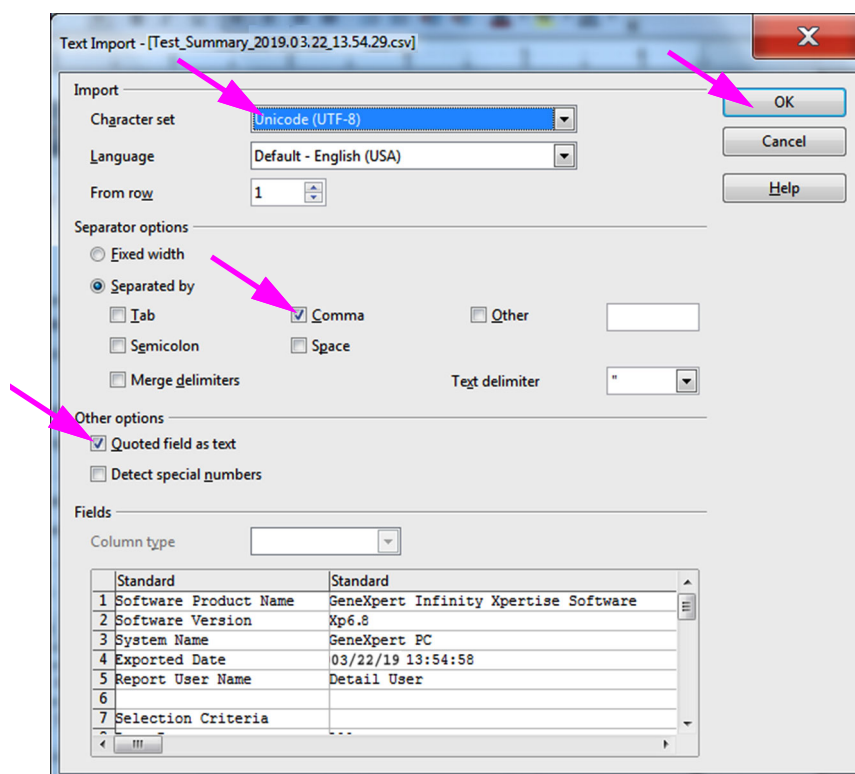 Text Import - [Test_Summary_2019.03.22_13.54.29.csv]
Import
Character set Unicode (UTF-8)
Language Default - English (USA)
From row 1
OK
Cancel
Help
Separator options
Fixed width
Separated by
Tab Comma Other
Semicolon Space
Merge delimiters Text delimiter "
Other options
Quoted field as text
Detect special numbers
Fields
Column type
Standard Standard
1 Software Product Name GeneXpert Infinity Xpertise Software
2 Software Version Xp6.8
3 System Name GeneXpert PC
4 Exported Date 03/22/19 13:54:58
5 Report User Name Detail User
6
7 Selection Criteria